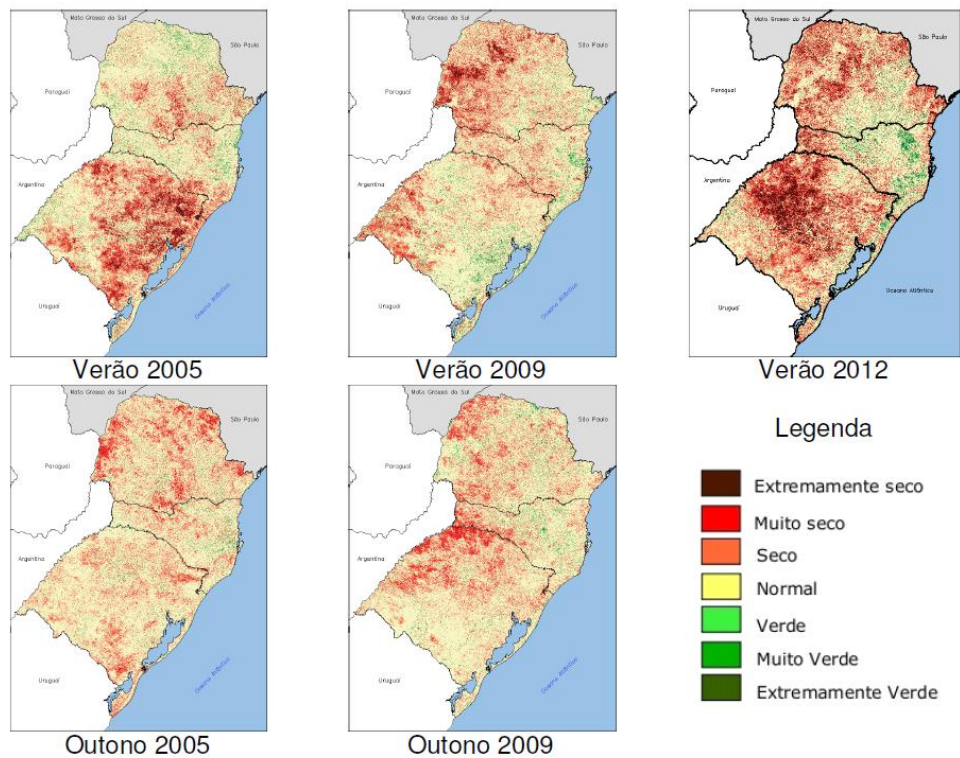 Mato Grosso do Sul
São Paulo
Paraguai
Argentina
Uruguai
Oceano Atlântico
Verão 2005
Mato Grosso do Sul
São Paulo
Paraguai
Argentina
Uruguai
Oceano Atlântico
Verão 2009
Mato Grosso do Sul
São Paulo
Paraguai
Argentina
Uruguai
Oceano Atlântico
Verão 2012
Mato Grosso do Sul
São Paulo
Paraguai
Argentina
Uruguai
Oceano Atlântico
Outono 2005
Mato Grosso do Sul
São Paulo
Paraguai
Argentina
Uruguai
Oceano Atlântico
Outono 2009
Legenda
Extremamente seco
Muito seco
Seco
Normal
Verde
Muito Verde
Extremamente Verde